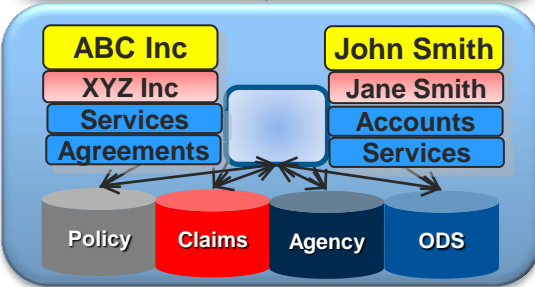 ABC Inc
XYZ Inc
Services
Agreements
John Smith
Jane Smith
Accounts
Services
Policy
Claims
Agency
ODS